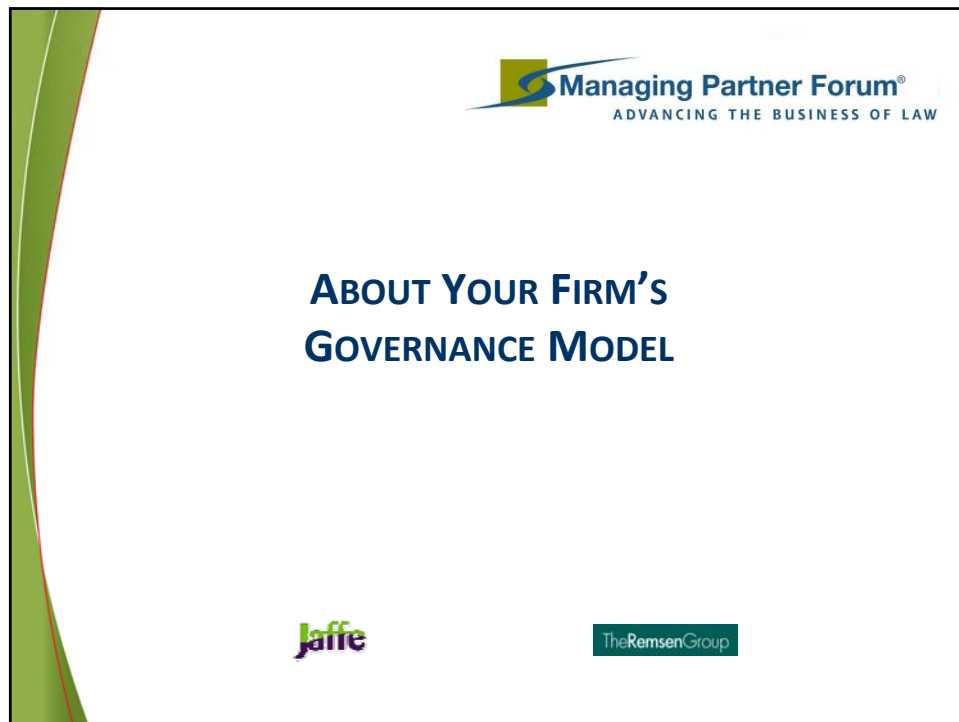 Managing Partner Forum®
ADVANCING THE BUSINESS OF LAW
ABOUT YOUR FIRM’S
GOVERNANCE MODEL
Jaffe
TheRemsenGroup